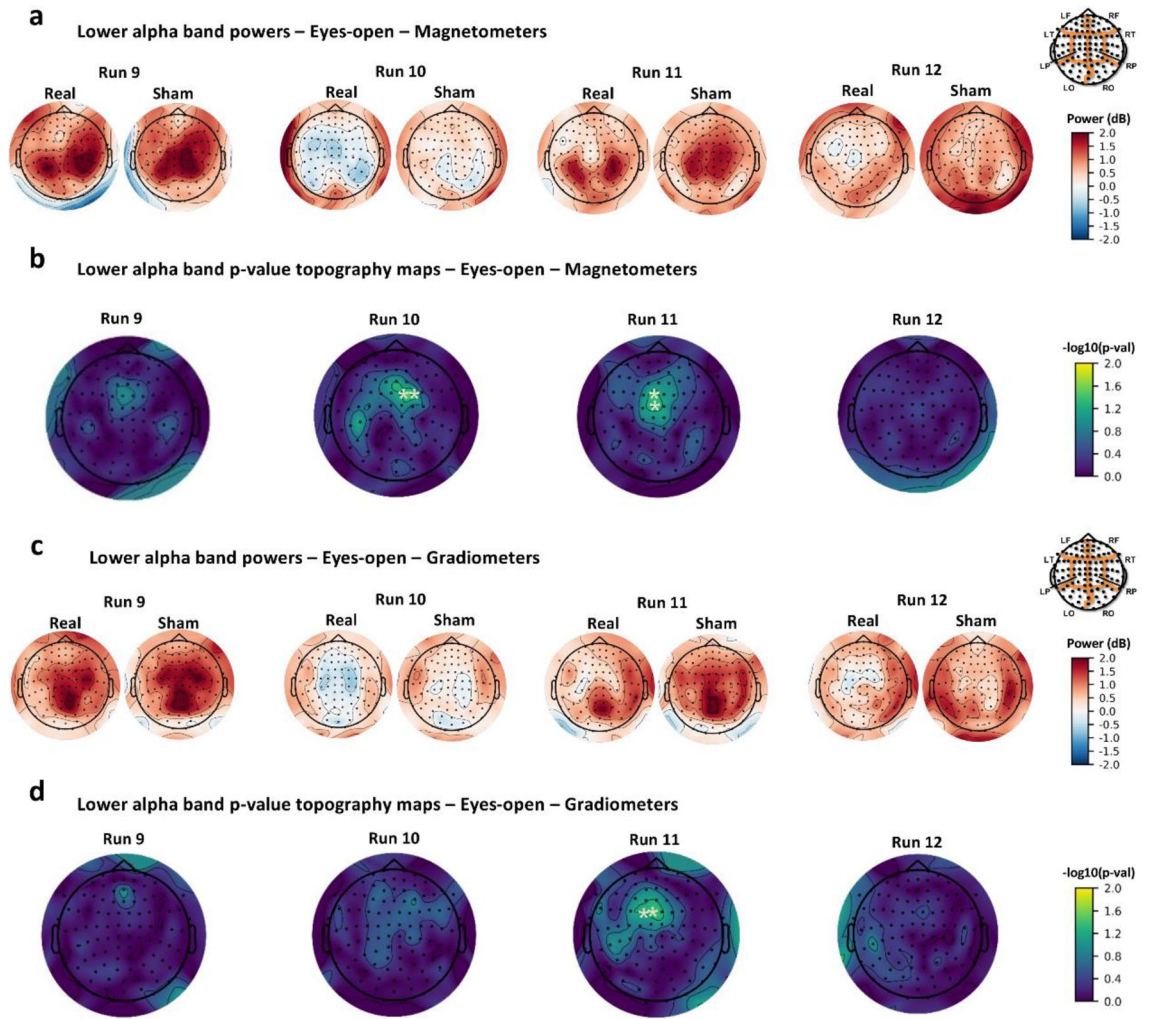 a
Lower alpha band powers – Eyes-open – Magnetometers
LF RF
LT RT
LP RP
LO RO
Run 9 Run 10 Run 11 Run 12
Real Sham Real Sham Real Sham Real Sham
Power (dB)
2.0
1.5
1.0
0.5
0.0
-0.5
-1.0
-1.5
-2.0
b
Lower alpha band p-value topography maps – Eyes-open – Magnetometers
Run 9 Run 10 Run 11 Run 12
**
*
*
-log10(p-val)
2.0
1.6
1.2
0.8
0.4
0.0
c
Lower alpha band powers – Eyes-open – Gradiometers
LF RF
LT RT
LP RP
LO RO
Run 9 Run 10 Run 11 Run 12
Real Sham Real Sham Real Sham Real Sham
Power (dB)
2.0
1.5
1.0
0.5
0.0
-0.5
-1.0
-1.5
-2.0
d
Lower alpha band p-value topography maps – Eyes-open – Gradiometers
Run 9 Run 10 Run 11 Run 12
**
-log10(p-val)
2.0
1.6
1.2
0.8
0.4
0.0